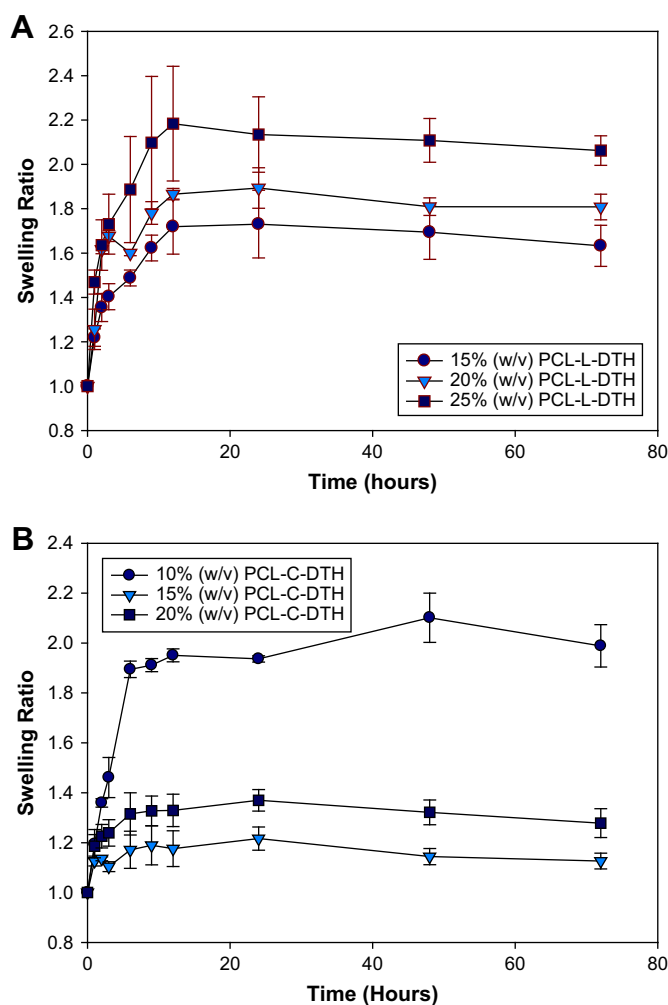 A
2.6
2.4
2.2
2.0
1.8
1.6
1.4
1.2
1.0
0.8
Swelling Ratio
15% (w/v) PCL-L-DTH
20% (w/v) PCL-L-DTH
25% (w/v) PCL-L-DTH
0 20 40 60 80
Time (hours)
B
2.4
2.2
2.0
1.8
1.6
1.4
1.2
1.0
0.8
Swelling Ratio
10% (w/v) PCL-C-DTH
15% (w/v) PCL-C-DTH
20% (w/v) PCL-C-DTH
0 20 40 60 80
Time (Hours)